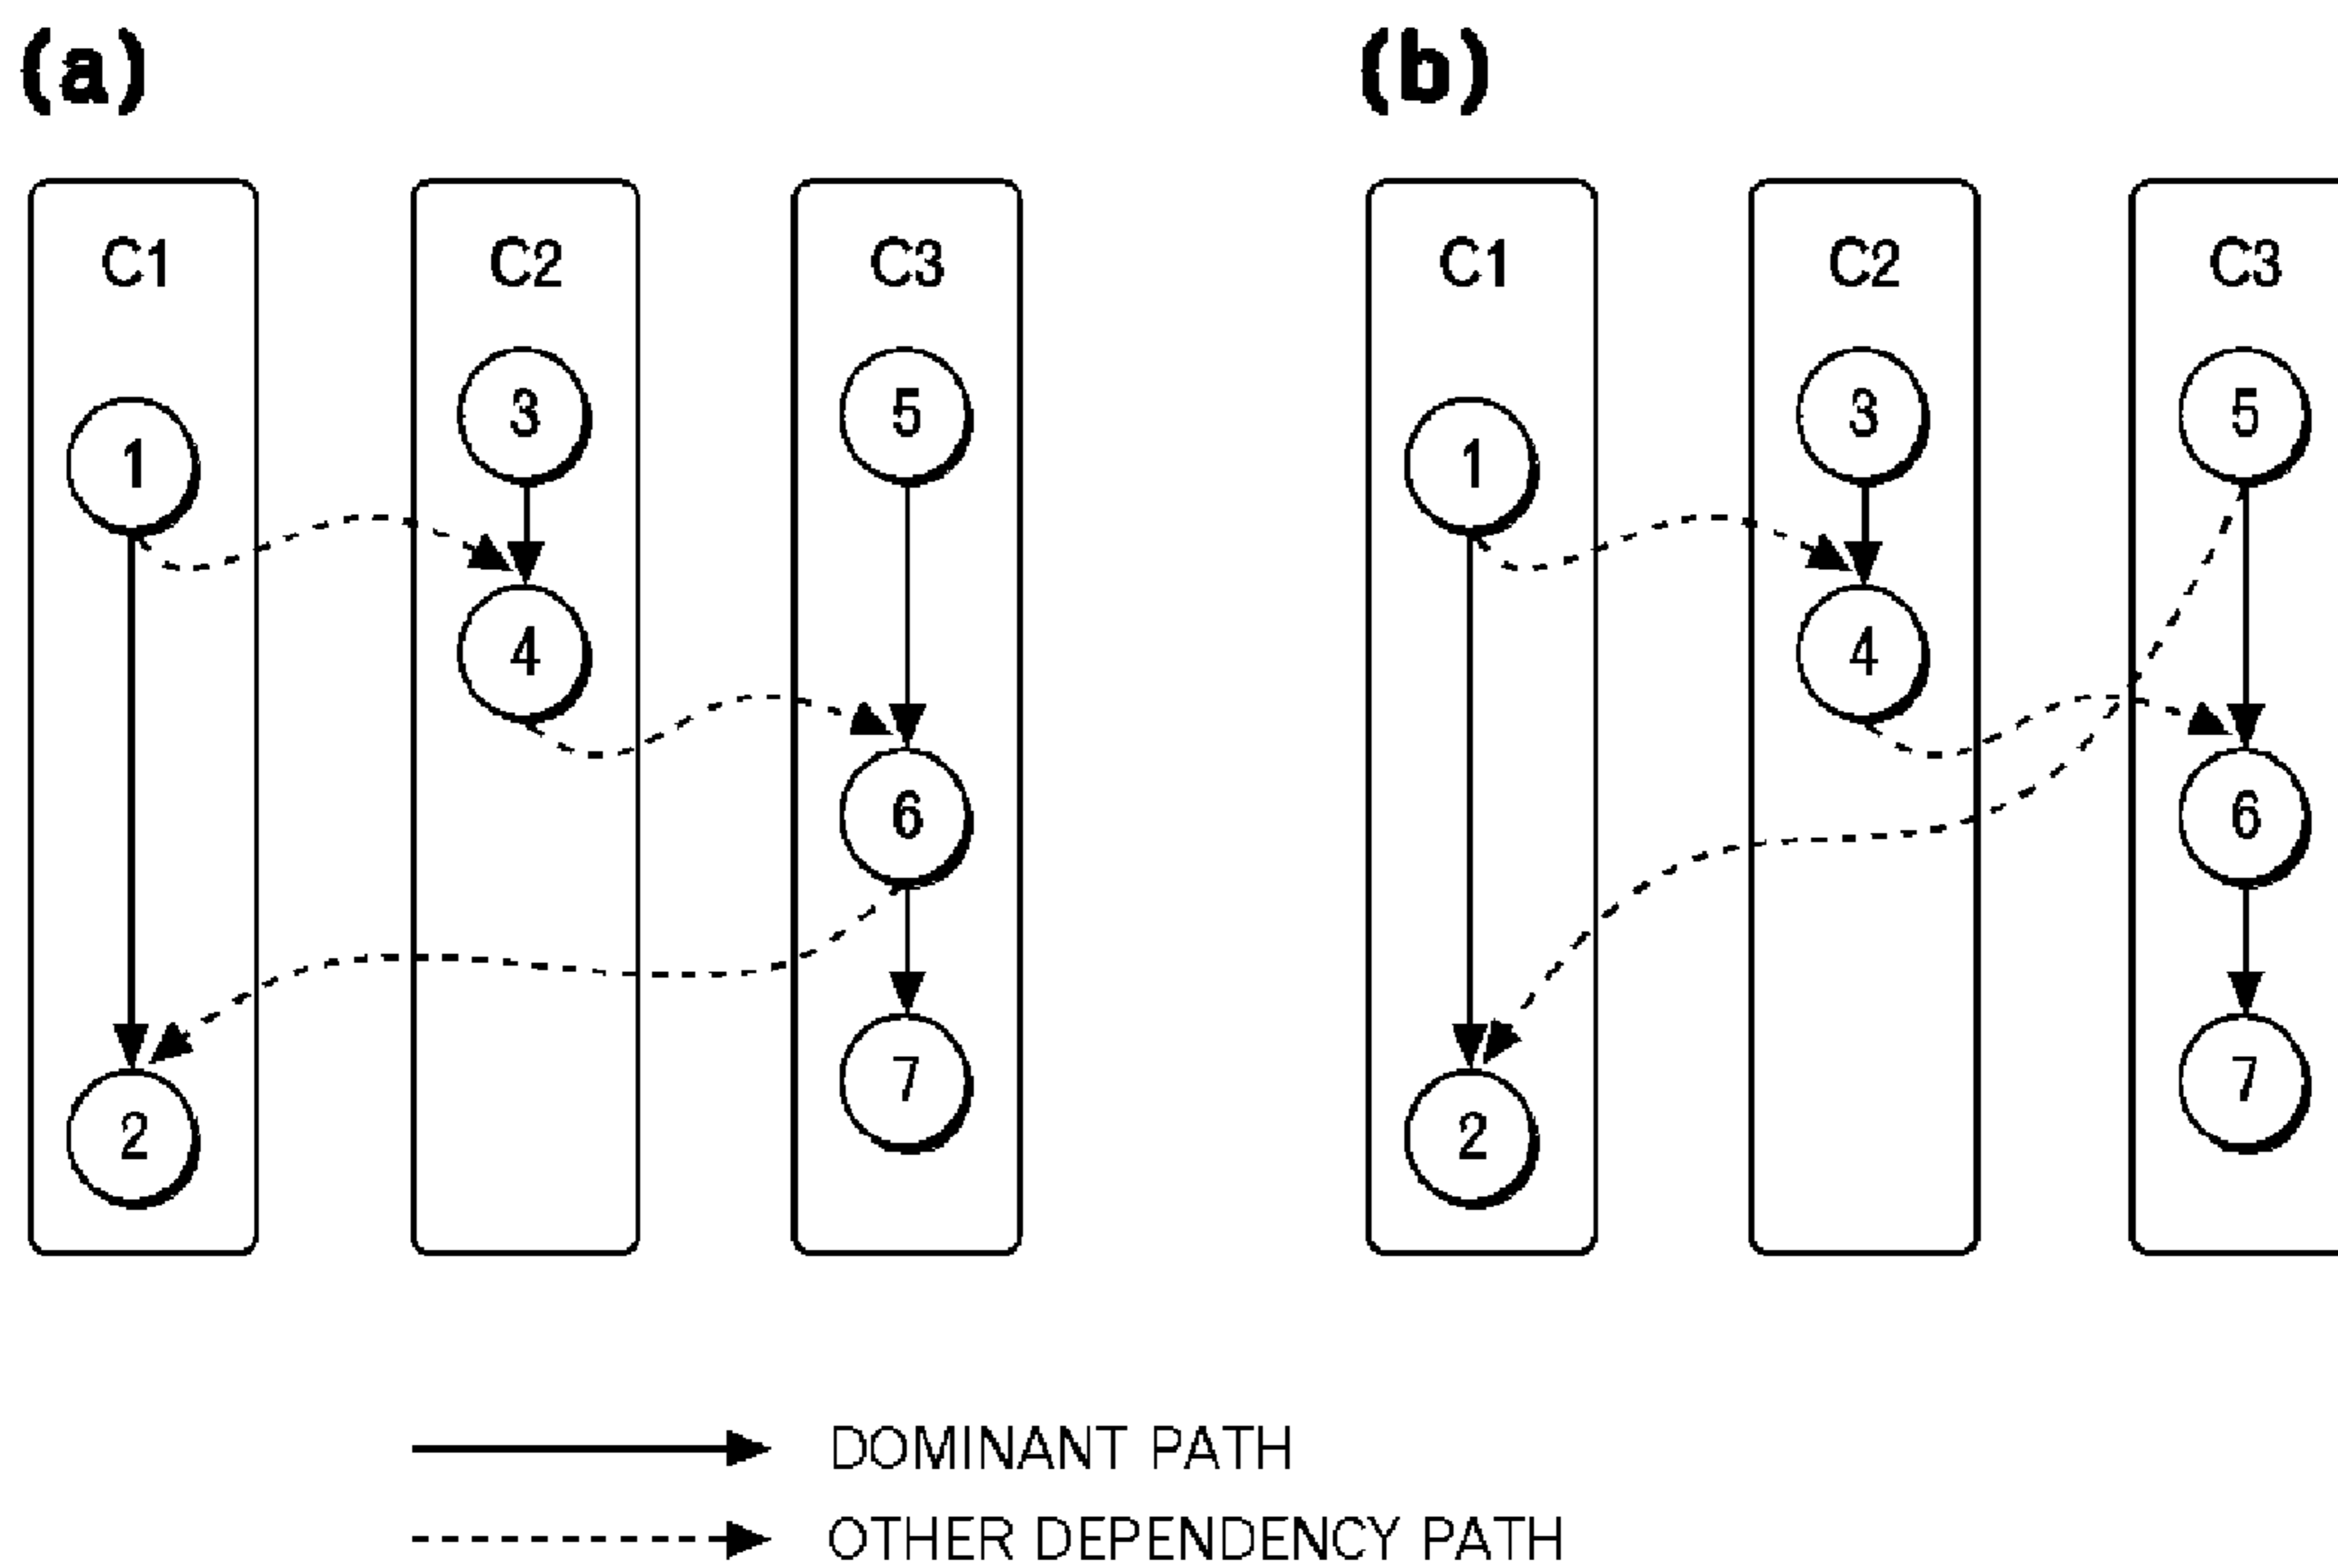 (a) (b)
C1 C2 C3 C1 C2 C3
3 5 3 5
1 1
4 4
6 6
7 7
2 2
DOMINANT PATH
OTHER DEPENDENCY PATH